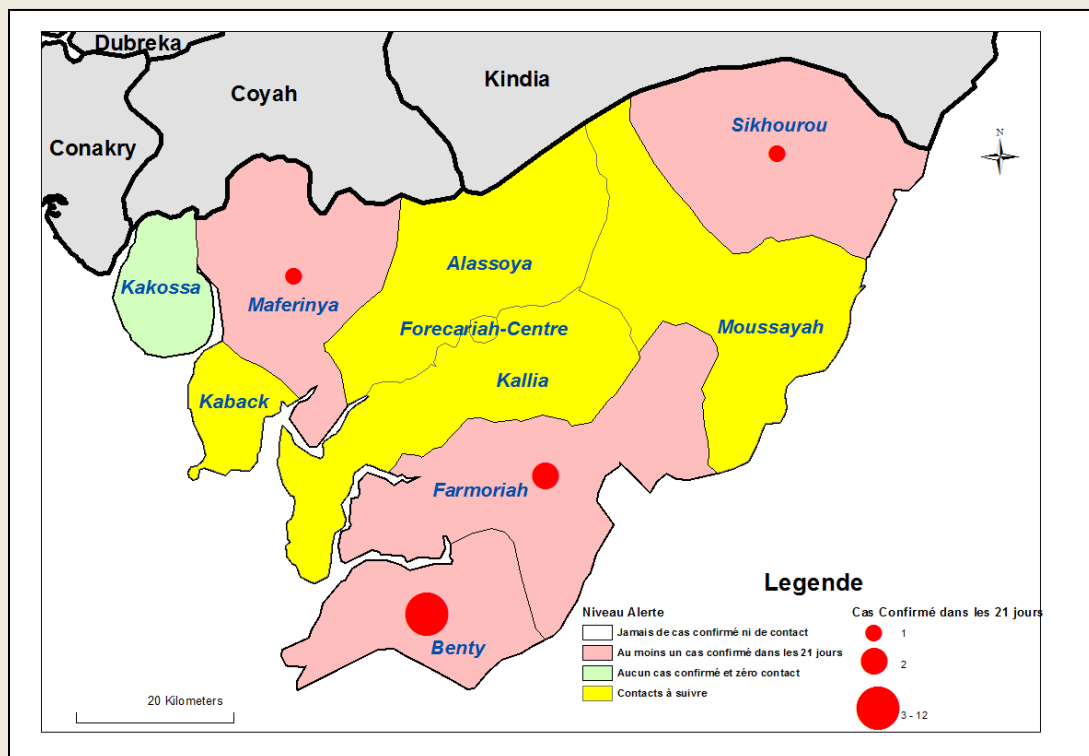 Dubreka
Coyah
Kindia
Conakry
Sikhourou
N
Alassoya
Kakossa
Maferinya
Forecariah-Centre
Moussayah
Kallia
Kaback
Farmoriah
Benty
Legende
Niveau Alerte
Jamais de cas confirmé ni de contact
Au moins un cas confirmé dans les 21 jours
Aucun cas confirmé et zéro contact
Contacts à suivre
Cas Confirmé dans les 21 jours
1
2
3 - 12
20 Kilometers